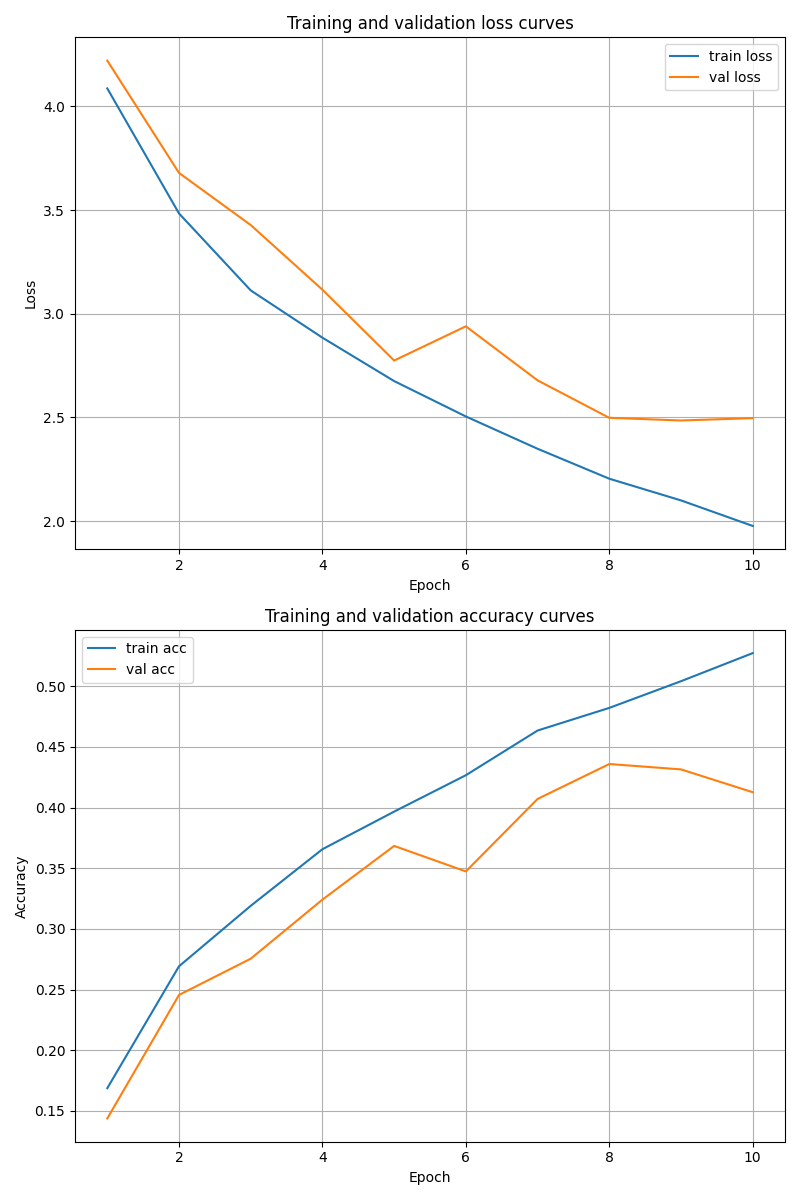 Training and validation loss curves
train loss
val loss
4.0
3.5
3.0
2.5
2.0
Loss
2 4 6 8 10
Epoch
Training and validation accuracy curves
train acc
val acc
0.50
0.45
0.40
0.35
0.30
0.25
0.20
0.15
Accuracy
2 4 6 8 10
Epoch